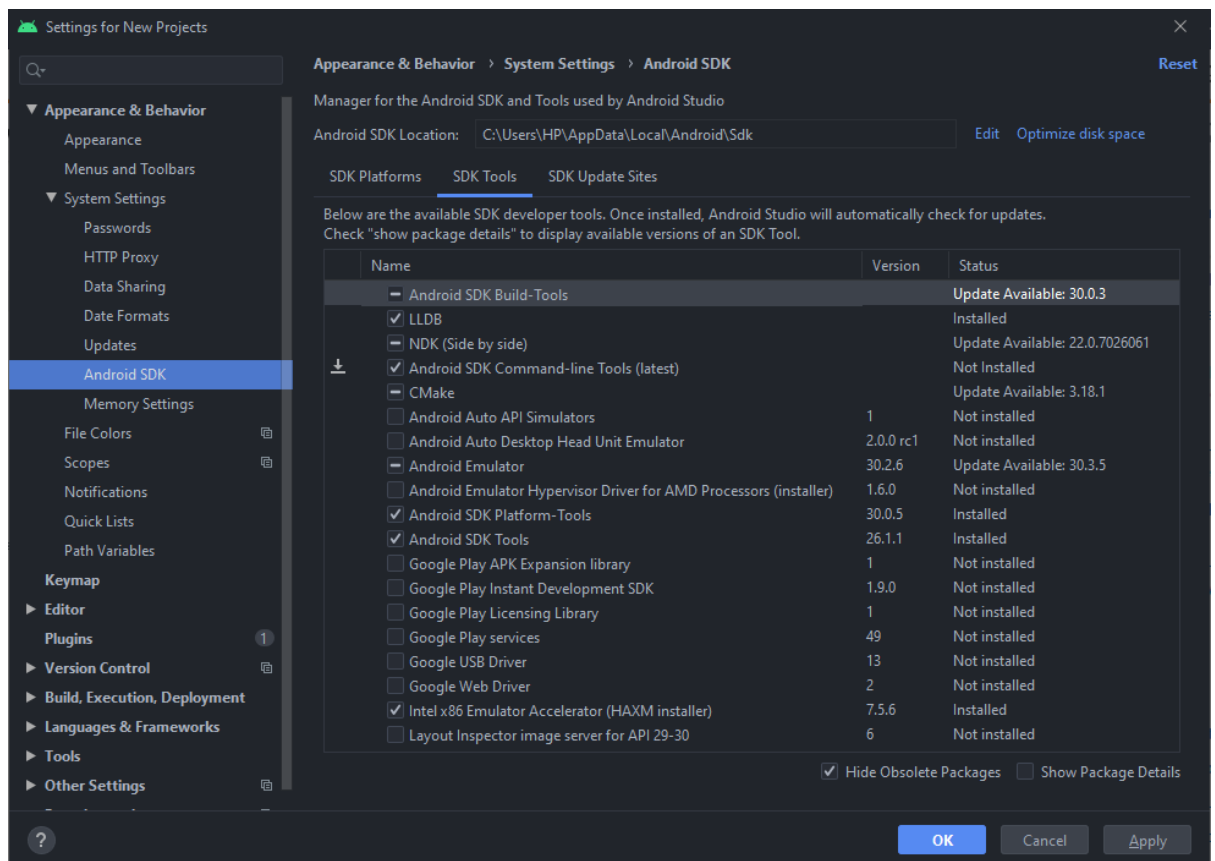 Settings for New Projects
Appearance & Behavior
Appearance
Menus and Toolbars
System Settings
Passwords
HTTP Proxy
Data Sharing
Date Formats
Updates
Android SDK
Memory Settings
File Colors
Scopes
Notifications
Quick Lists
Path Variables
Keymap
Editor
Plugins 1
Version Control
Build, Execution, Deployment
Languages & Frameworks
Tools
Other Settings
Appearance & Behavior > System Settings > Android SDK Reset
Manager for the Android SDK and Tools used by Android Studio
Android SDK Location: C:\Users\HP\AppData\Local\Android\Sdk Edit Optimize disk space
SDK Platforms SDK Tools SDK Update Sites
Below are the available SDK developer tools. Once installed, Android Studio will automatically check for updates.
Check "show package details" to display available versions of an SDK Tool.
Name Version Status
Android SDK Build-Tools Update Available: 30.0.3
LLDB Installed
NDK (Side by side) Update Available: 22.0.7026061
Android SDK Command-line Tools (latest) Not Installed
CMake Update Available: 3.18.1
Android Auto API Simulators 1 Not installed
Android Auto Desktop Head Unit Emulator 2.0.0 rc1 Not installed
Android Emulator 30.2.6 Update Available: 30.3.5
Android Emulator Hypervisor Driver for AMD Processors (installer) 1.6.0 Not installed
Android SDK Platform-Tools 30.0.5 Installed
Android SDK Tools 26.1.1 Installed
Google Play APK Expansion library 1 Not installed
Google Play Instant Development SDK 1.9.0 Not installed
Google Play Licensing Library 1 Not installed
Google Play services 49 Not installed
Google USB Driver 13 Not installed
Google Web Driver 2 Not installed
Intel x86 Emulator Accelerator (HAXM installer) 7.5.6 Installed
Layout Inspector image server for API 29-30 6 Not installed
Hide Obsolete Packages Show Package Details
? OK Cancel Apply